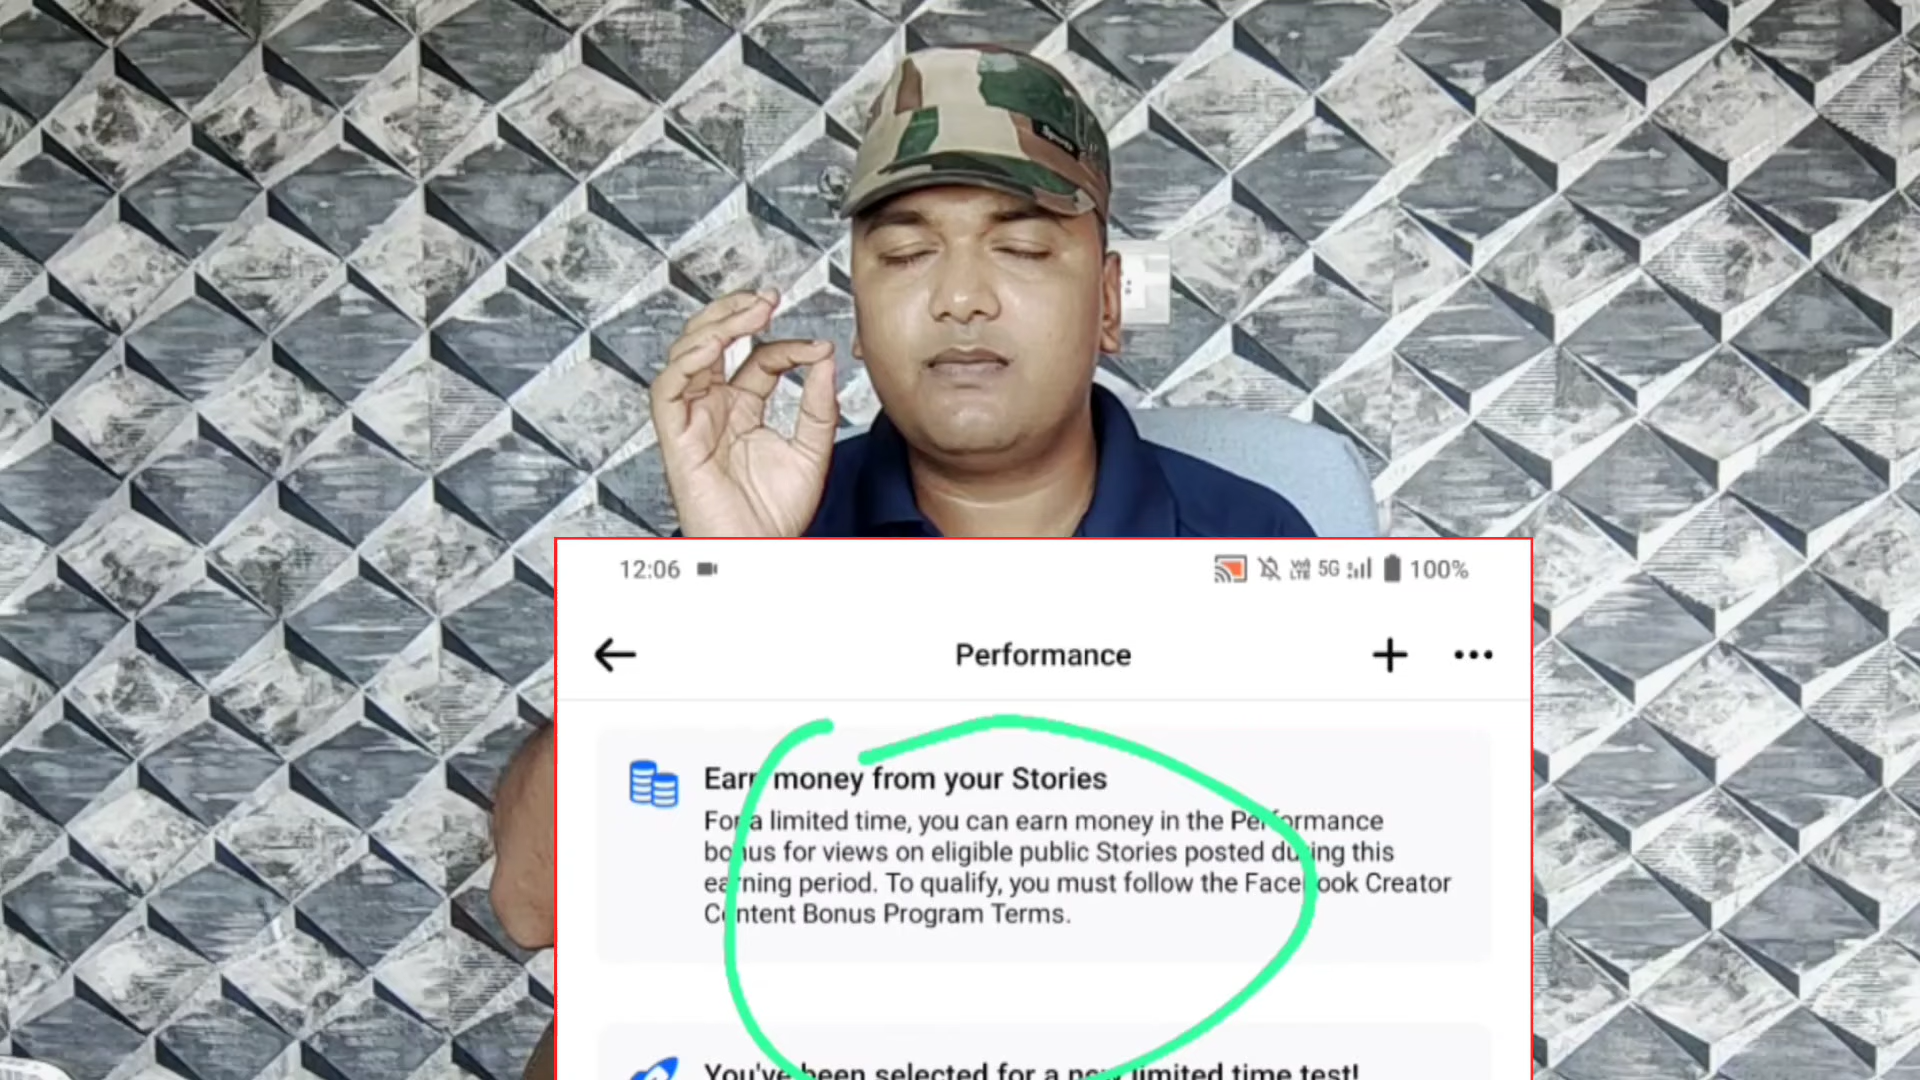 12:06
5G 100%
Performance
Earn money from your Stories
For a limited time, you can earn money in the Performance
bonus for views on eligible public Stories posted during this
earning period. To qualify, you must follow the Facebook Creator
Content Bonus Program Terms.
You've been selected for a new limited time test!